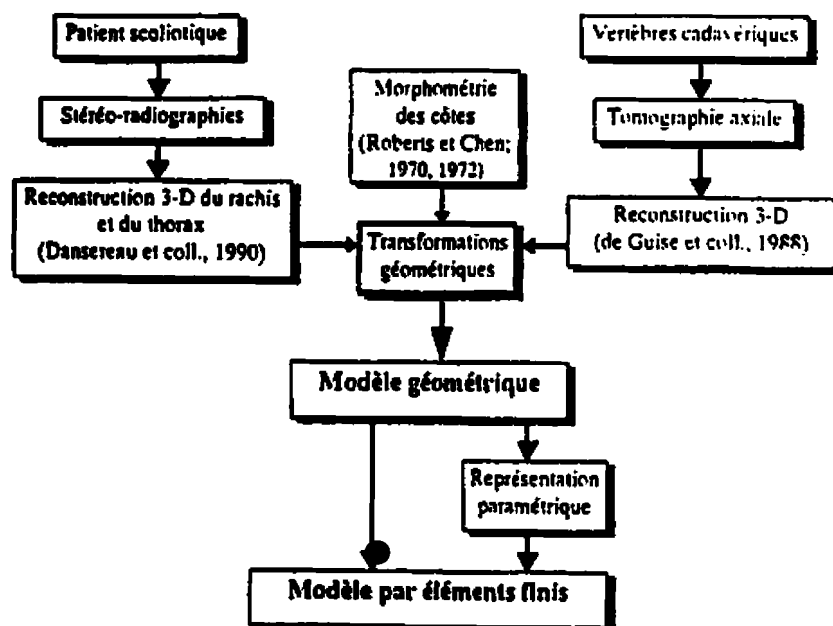 Patient scoliotique
Stéréo-radiographies
Reconstruction 3-D du rachis
et du thorax
(Dansereau et coll., 1990)
Morphométrie
des côtes
(Roberts et Chen;
1970, 1972)
Vertèbres cadavériques
Tomographie axiale
Reconstruction 3-D
(de Guise et coll., 1988)
Transformations
géométriques
Modèle géométrique
Représentation
paramétrique
Modèle par éléments finis